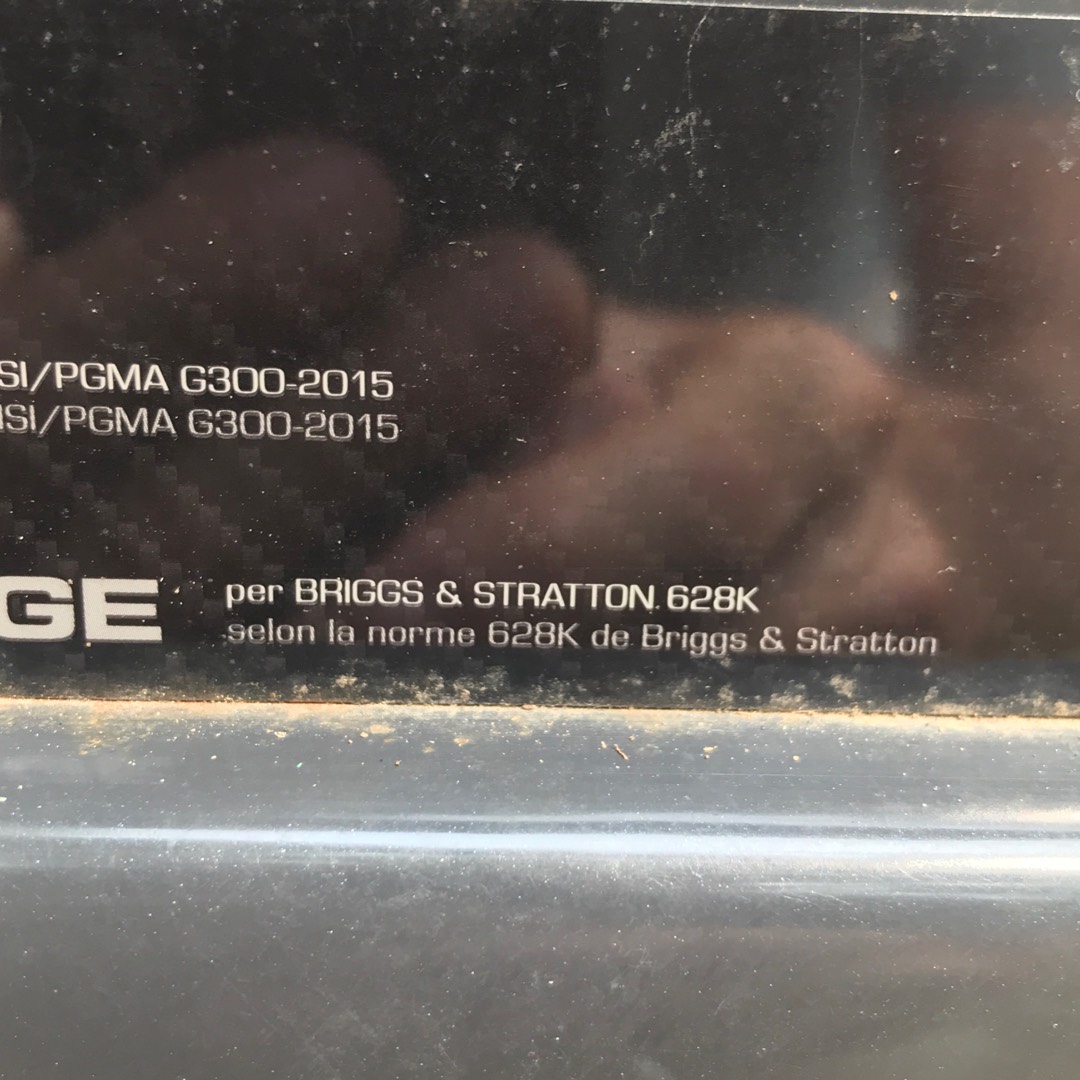 SI/PGMA G300-2015
ISI/PGMA G300-2015
GE
per BRIGGS & STRATTON 628K
selon la norme 628K de Briggs & Stratton